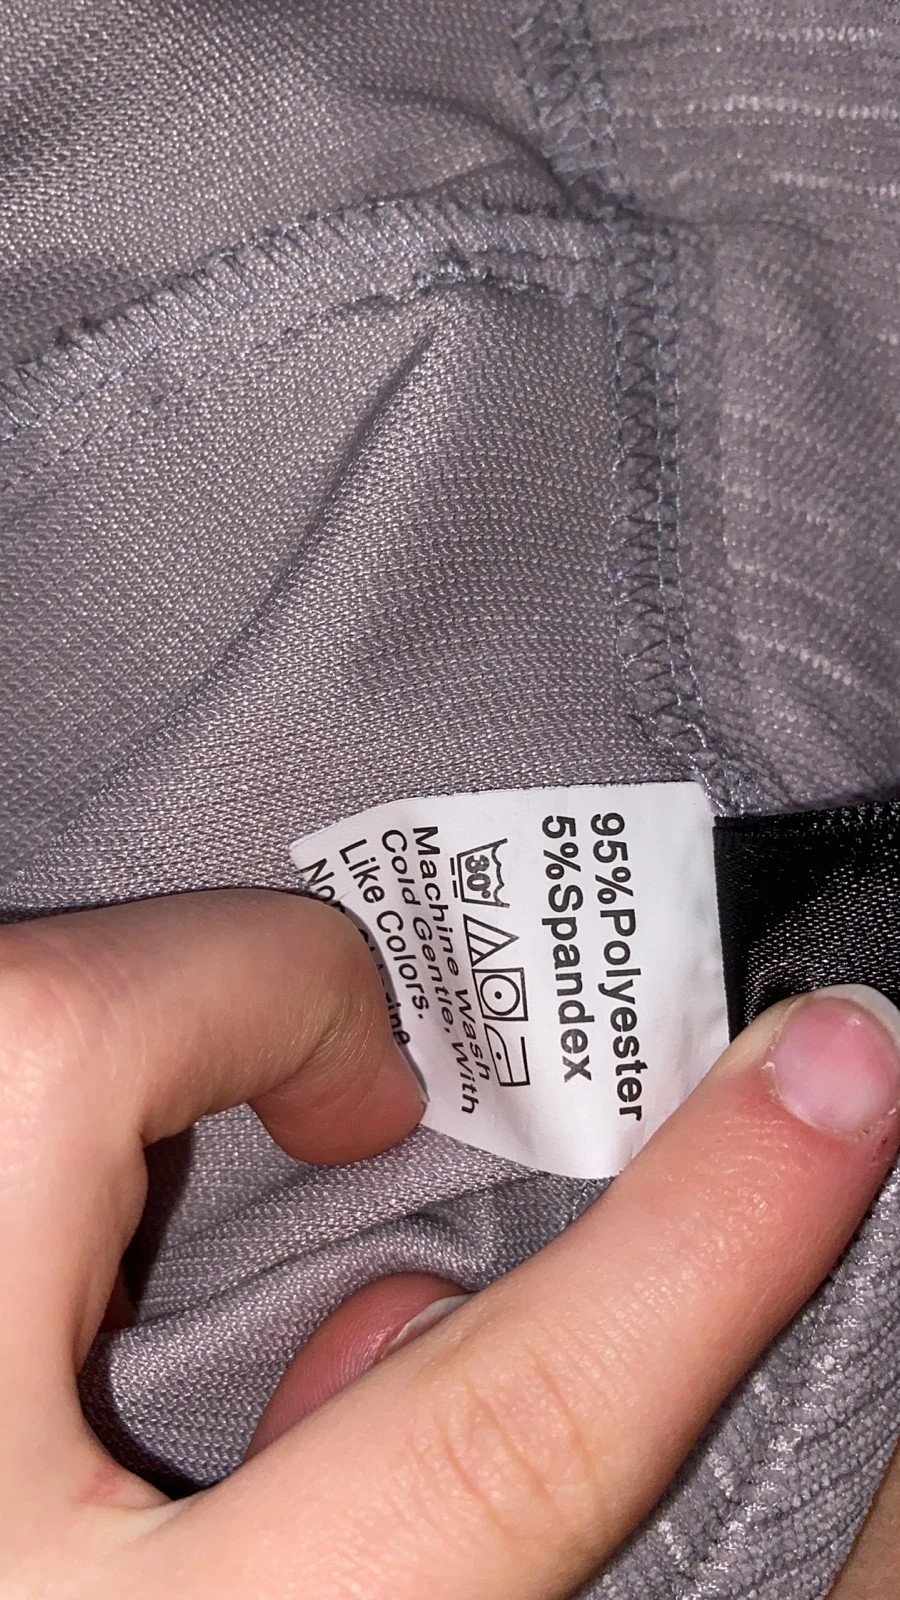 95%Polyester
5%Spandex
30°
Machine Wash
Cold Gentle, With
Like Colors.